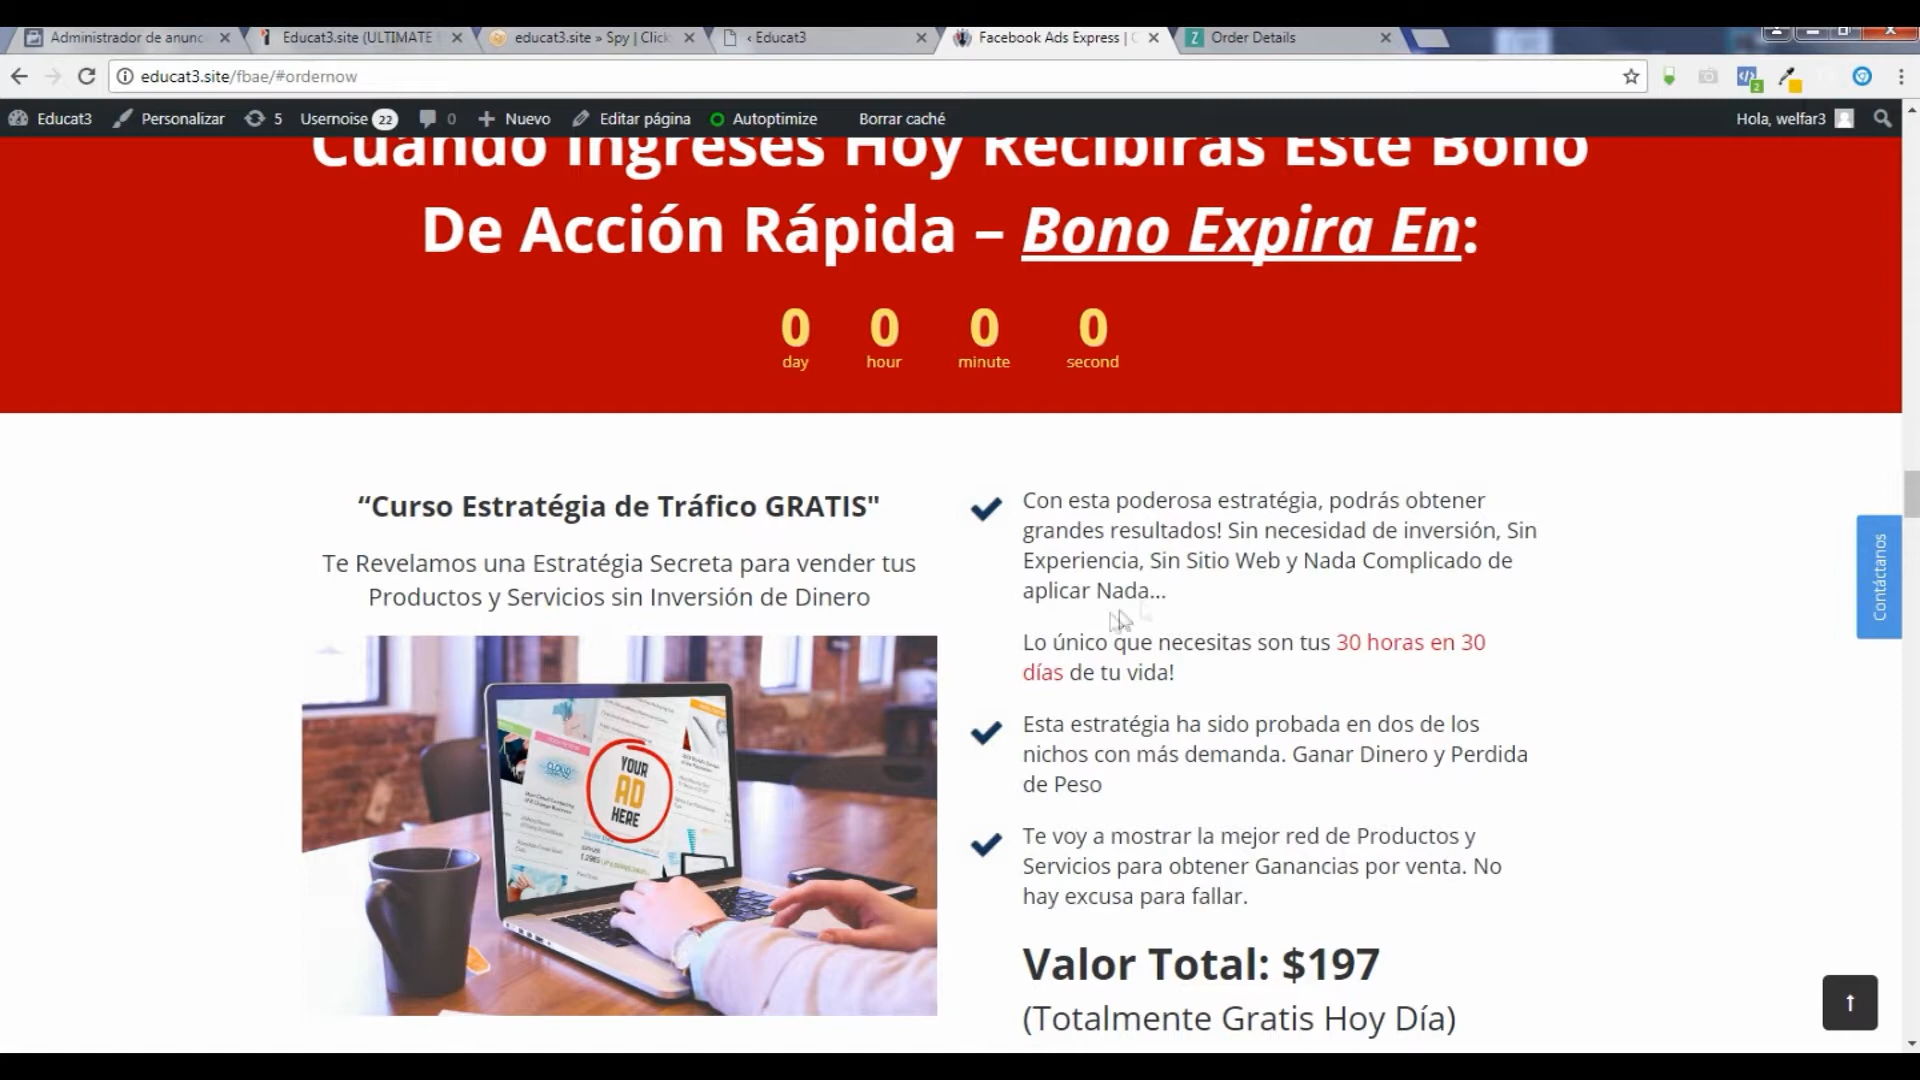 Administrador de anunc
Educat3.site (ULTIMATE
educat3.site » Spy | Click
‹ Educat3
Facebook Ads Express |
Order Details
educat3.site/fbae/#ordernow
Educat3
Personalizar
5
Usernoise 22
0
Nuevo
Editar página
Autoptimize
Borrar caché
Hola, welfar3
Cuando Ingreses Hoy Recibirás Este Bono
De Acción Rápida – Bono Expira En:
0 0 0 0
day hour minute second
“Curso Estratégia de Tráfico GRATIS"
Te Revelamos una Estratégia Secreta para vender tus
Productos y Servicios sin Inversión de Dinero
YOUR
AD
HERE
Con esta poderosa estratégia, podrás obtener
grandes resultados! Sin necesidad de inversión, Sin
Experiencia, Sin Sitio Web y Nada Complicado de
aplicar Nada...
Lo único que necesitas son tus 30 horas en 30
días de tu vida!
Esta estratégia ha sido probada en dos de los
nichos con más demanda. Ganar Dinero y Perdida
de Peso
Te voy a mostrar la mejor red de Productos y
Servicios para obtener Ganancias por venta. No
hay excusa para fallar.
Valor Total: $197
(Totalmente Gratis Hoy Día)
Contáctanos